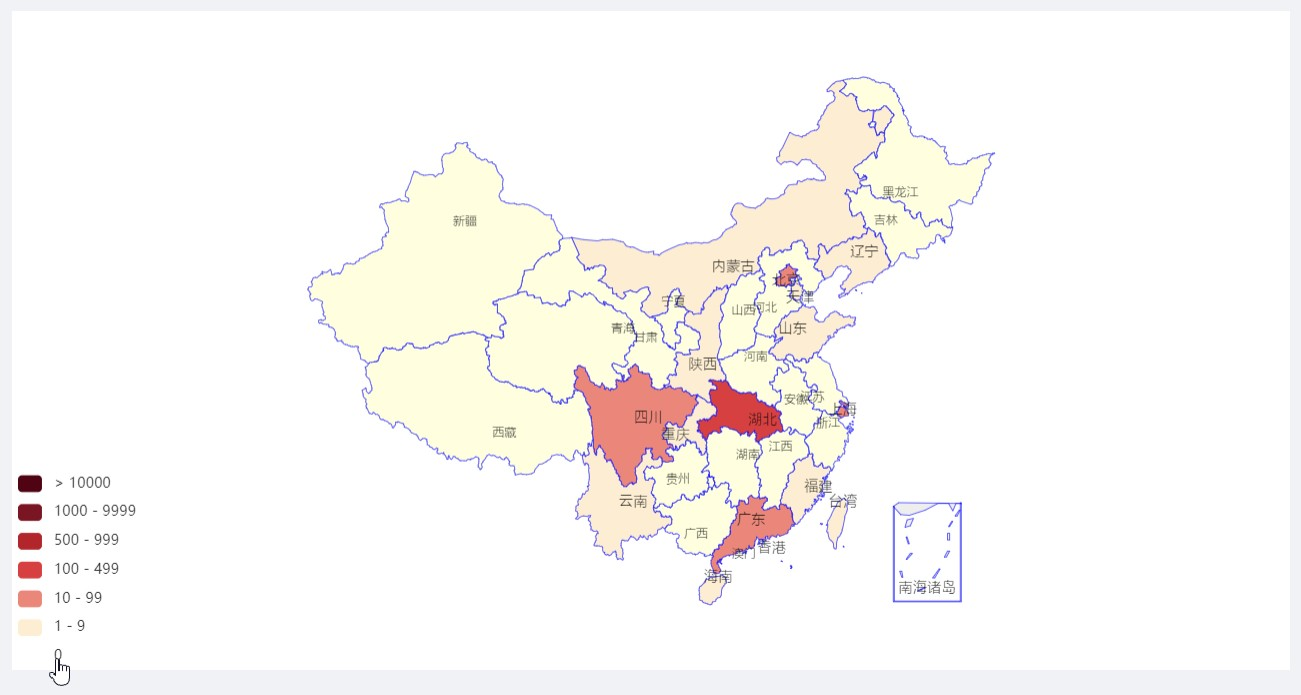 黑龙江
吉林
新疆
辽宁
内蒙古
北京
天津
宁夏
山西
河北
青海
甘肃
山东
河南
陕西
安徽
江苏
上海
四川
湖北
浙江
重庆
西藏
江西
湖南
贵州
福建
云南
台湾
广东
广西
香港
澳门
海南
南海诸岛
> 10000
1000 - 9999
500 - 999
100 - 499
10 - 99
1 - 9
0